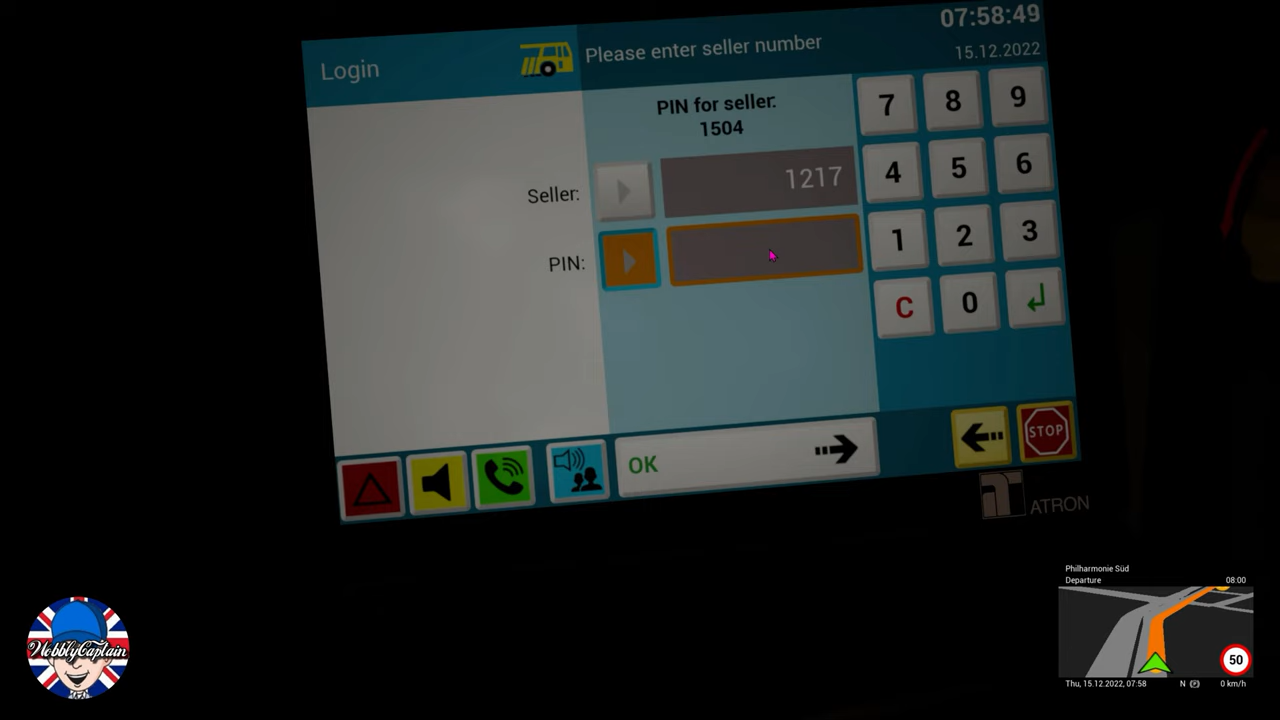 Login
Please enter seller number
07:58:49
15.12.2022
PIN for seller:
1504
Seller:
1217
PIN:
7 8 9
4 5 6
1 2 3
C 0
OK
STOP
ATRON
NobblyCaptain
Philharmonie Süd
Departure 08:00
50
Thu, 15.12.2022, 07:58 N P 0 km/h